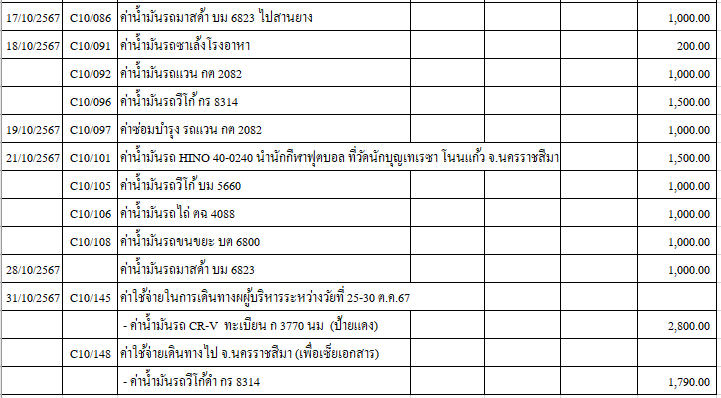 17/10/2567 C10/086 ค่าน้ำมันรถมาสด้า บม 6823 ไปสานยาง 1,000.00
18/10/2567 C10/091 ค่าน้ำมันรถซาเล้งโรงอาหา 200.00
C10/092 ค่าน้ำมันรถแวน กต 2082 1,000.00
C10/096 ค่าน้ำมันรถวีโก้ กร 8314 1,500.00
19/10/2567 C10/097 ค่าซ่อมบำรุง รถแวน กต 2082 1,000.00
21/10/2567 C10/101 ค่าน้ำมันรถ HINO 40-0240 นำนักกีฬาฟุตบอล ที่วัดนักบุญเทเรซา โนนแก้ว จ.นครราชสีมา 1,500.00
C10/105 ค่าน้ำมันรถวีโก้ บม 5660 1,000.00
C10/106 ค่าน้ำมันรถไถ่ ตฉ 4088 1,000.00
C10/108 ค่าน้ำมันรถขนขยะ บต 6800 1,000.00
28/10/2567 ค่าน้ำมันรถมาสด้า บม 6823 1,000.00
31/10/2567 C10/145 ค่าใช้จ่ายในการเดินทางผผู้บริหารระหว่างวัยที่ 25-30 ต.ค.67
- ค่าน้ำมันรถ CR-V ทะเบียน ก 3770 นม (ป้ายแดง) 2,800.00
C10/148 ค่าใช้จ่ายเดินทางไป จ.นครราชสีมา (เพื่อเซ็ยเอกสาร)
- ค่าน้ำมันรถวีโก้ดำ กร 8314 1,790.00